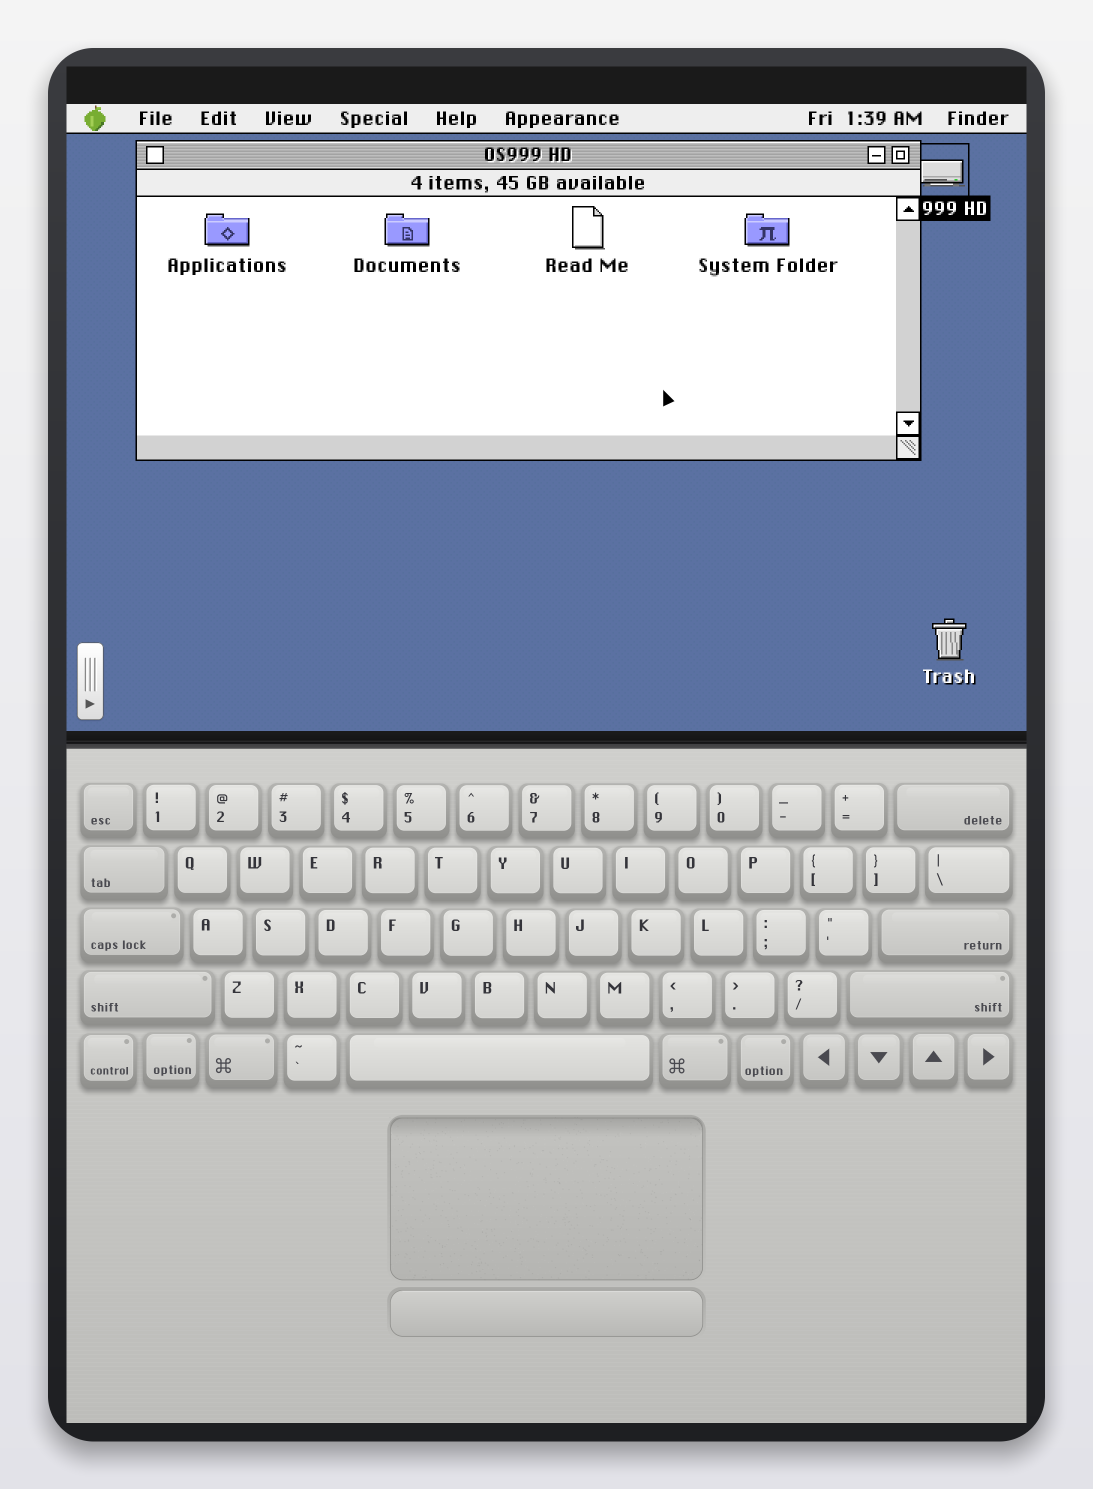 File Edit View Special Help Appearance Fri 1:39 AM Finder
OS999 HD
4 items, 45 GB available
999 HD
Applications Documents Read Me System Folder
Trash
! @ # $ % ^ & * ( ) _ +
esc 1 2 3 4 5 6 7 8 9 0 - = delete
Q W E R T Y U I O P { } |
tab [ ] \
A S D F G H J K L : "
caps lock ; ' return
Z X C V B N M < > ?
shift , . / shift
~
control option ⌘ ` ⌘ option